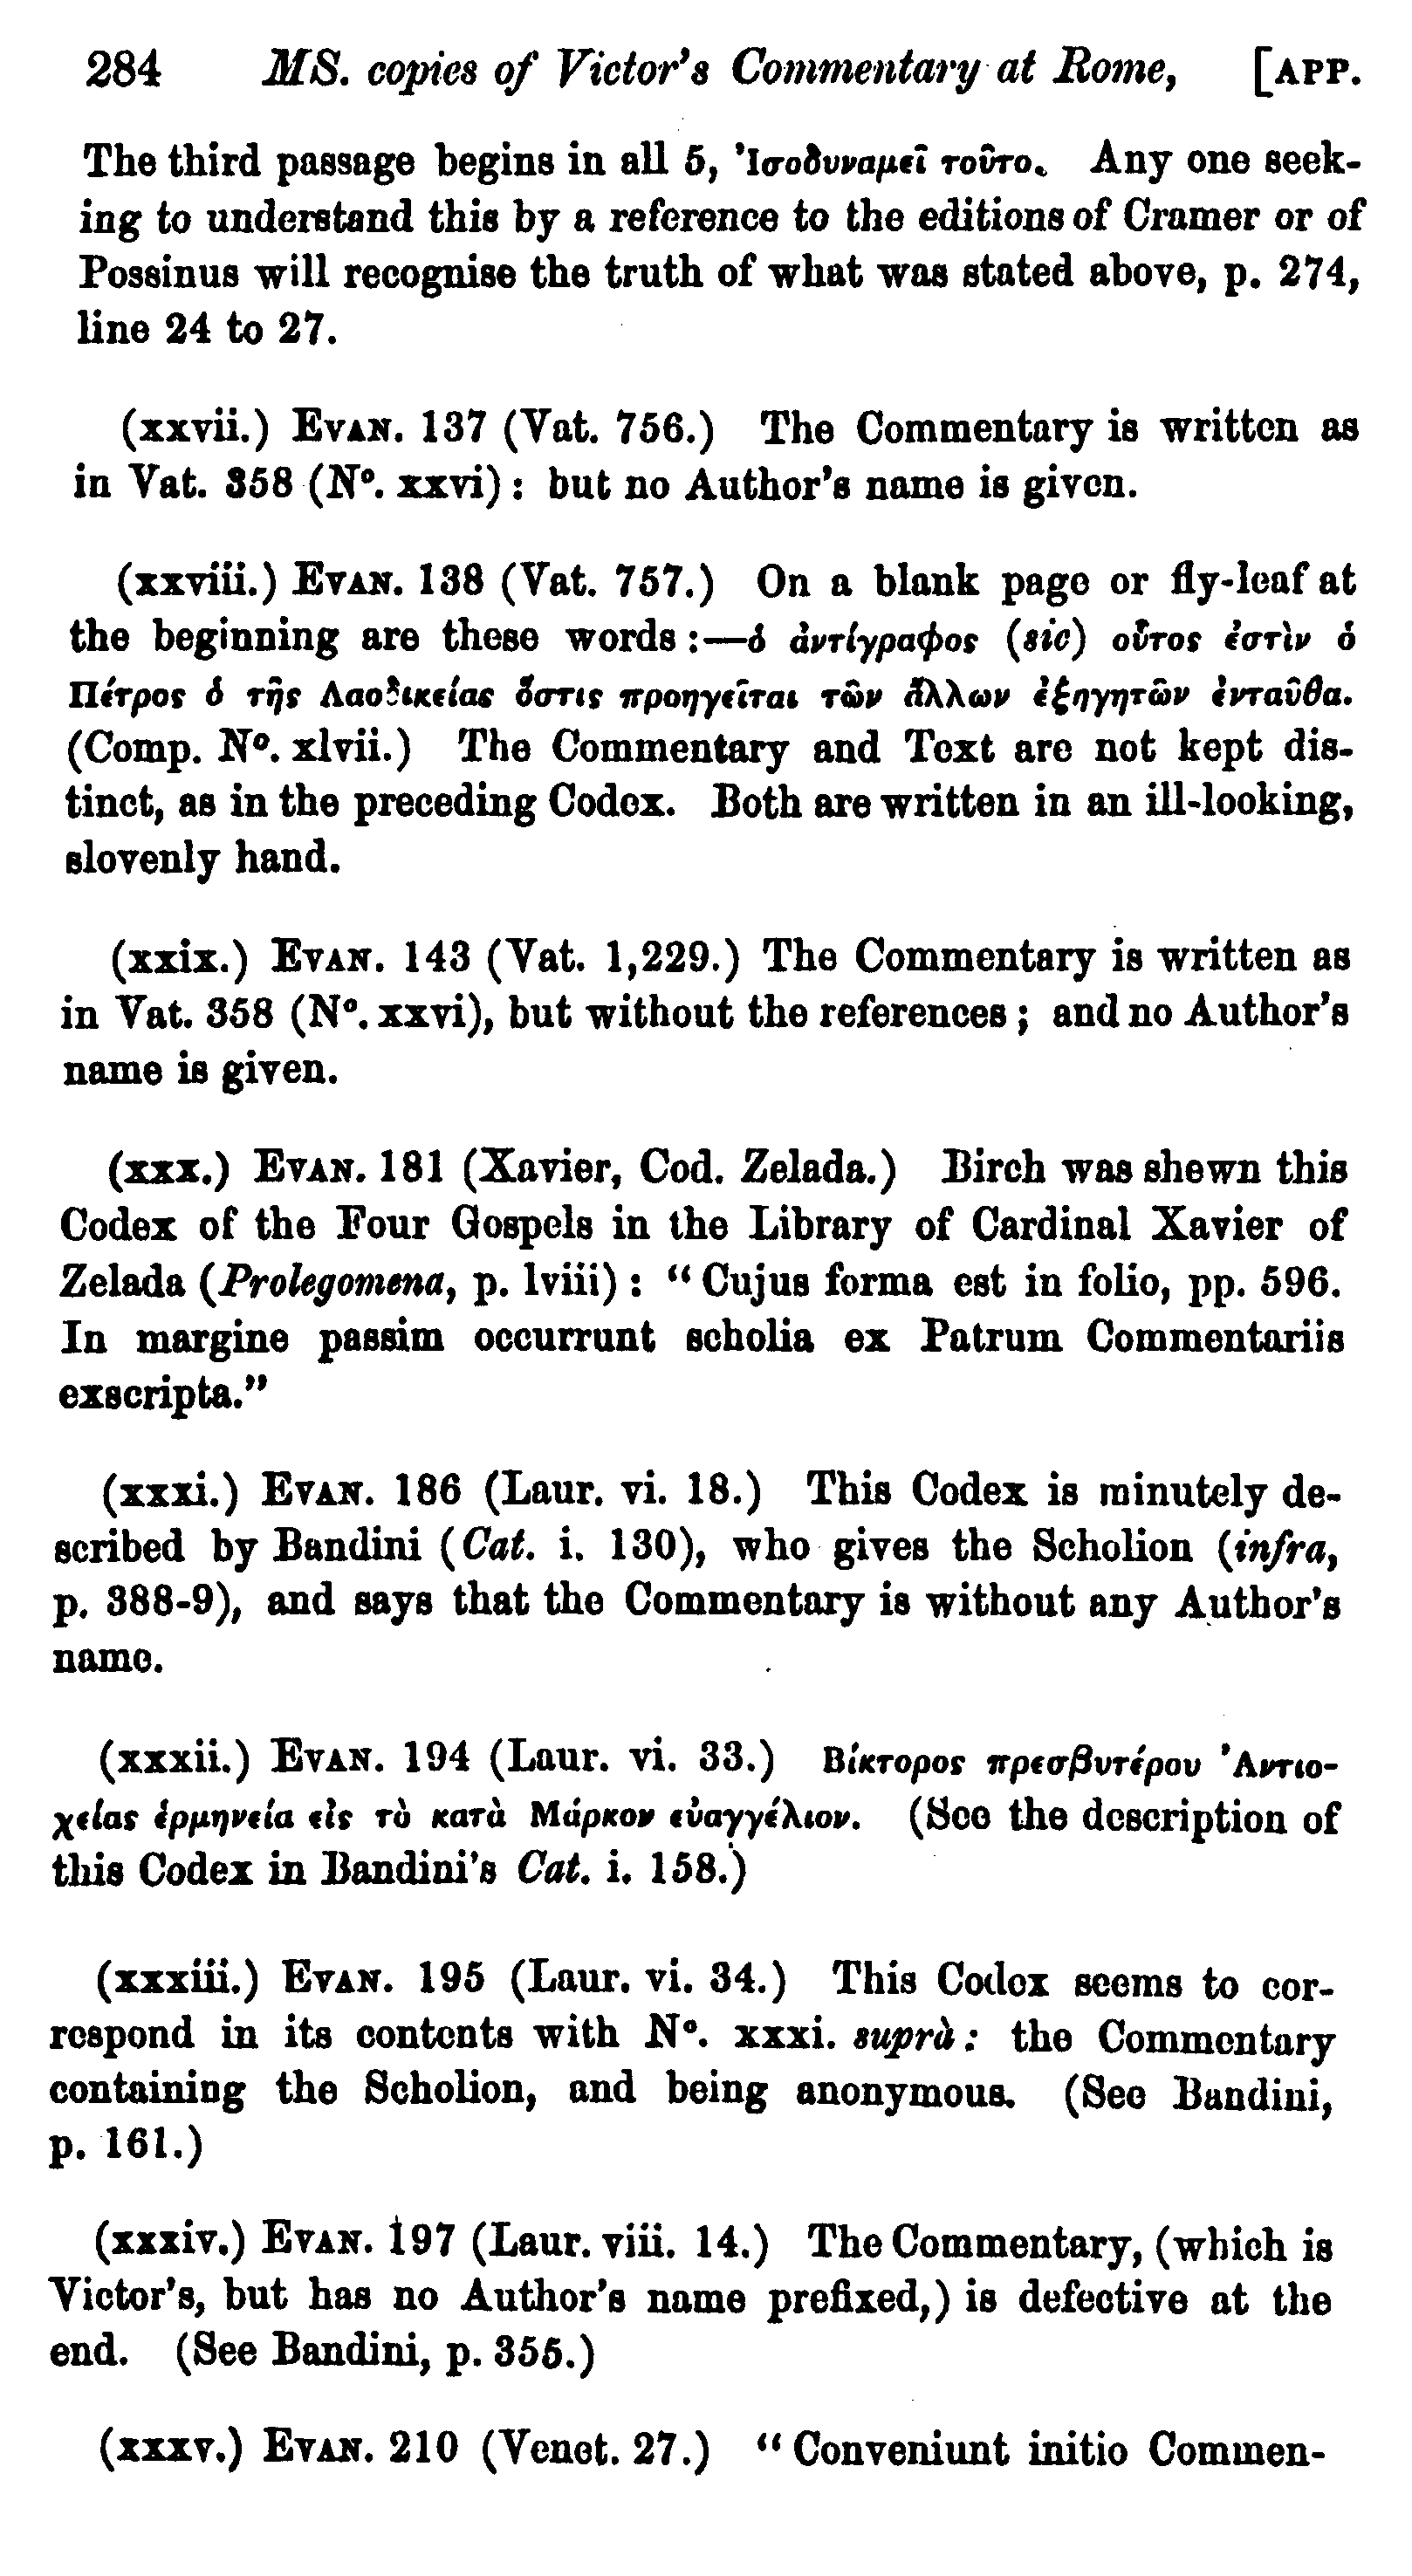 284 MS. copies of Victor's Commentary at Rome, [APP.
The third passage begins in all 5, Ἰσοδυναμεῖ τοῦτο. Any one seek-
ing to understand this by a reference to the editions of Cramer or of
Possinus will recognise the truth of what was stated above, p. 274,
line 24 to 27.
(xxvii.) EVAN. 137 (Vat. 756.) The Commentary is written as
in Vat. 358 (Nº. xxvi): but no Author's name is given.
(xxviii.) EVAN. 138 (Vat. 757.) On a blank page or fly-leaf at
the beginning are these words:—ὁ ἀντίγραφος (sic) οὗτος ἐστὶν ὁ
Πέτρος ὁ τῆς Λαοδικείας ὅστις προηγεῖται τῶν ἄλλων ἐξηγητῶν ἐνταῦθα.
(Comp. Nº. xlvii.) The Commentary and Text are not kept dis-
tinct, as in the preceding Codex. Both are written in an ill-looking,
slovenly hand.
(xxix.) EVAN. 143 (Vat. 1,229.) The Commentary is written as
in Vat. 358 (Nº. xxvi), but without the references; and no Author's
name is given.
(xxx.) EVAN. 181 (Xavier, Cod. Zelada.) Birch was shewn this
Codex of the Four Gospels in the Library of Cardinal Xavier of
Zelada (Prolegomena, p. lviii): "Cujus forma est in folio, pp. 596.
In margine passim occurrunt scholia ex Patrum Commentariis
exscripta."
(xxxi.) EVAN. 186 (Laur. vi. 18.) This Codex is minutely de-
scribed by Bandini (Cat. i. 130), who gives the Scholion (infra,
p. 388-9), and says that the Commentary is without any Author's
name.
(xxxii.) EVAN. 194 (Laur. vi. 33.) Βίκτορος πρεσβυτέρου Ἀντιο-
χείας ἑρμηνεία εἰς τὸ κατὰ Μάρκον εὐαγγέλιον. (See the description of
this Codex in Bandini's Cat. i. 158.)
(xxxiii.) EVAN. 195 (Laur. vi. 34.) This Codex seems to cor-
respond in its contents with Nº. xxxi. suprà: the Commentary
containing the Scholion, and being anonymous. (See Bandini,
p. 161.)
(xxxiv.) EVAN. 197 (Laur. viii. 14.) The Commentary, (which is
Victor's, but has no Author's name prefixed,) is defective at the
end. (See Bandini, p. 355.)
(xxxv.) EVAN. 210 (Venet. 27.) "Conveniunt initio Commen-